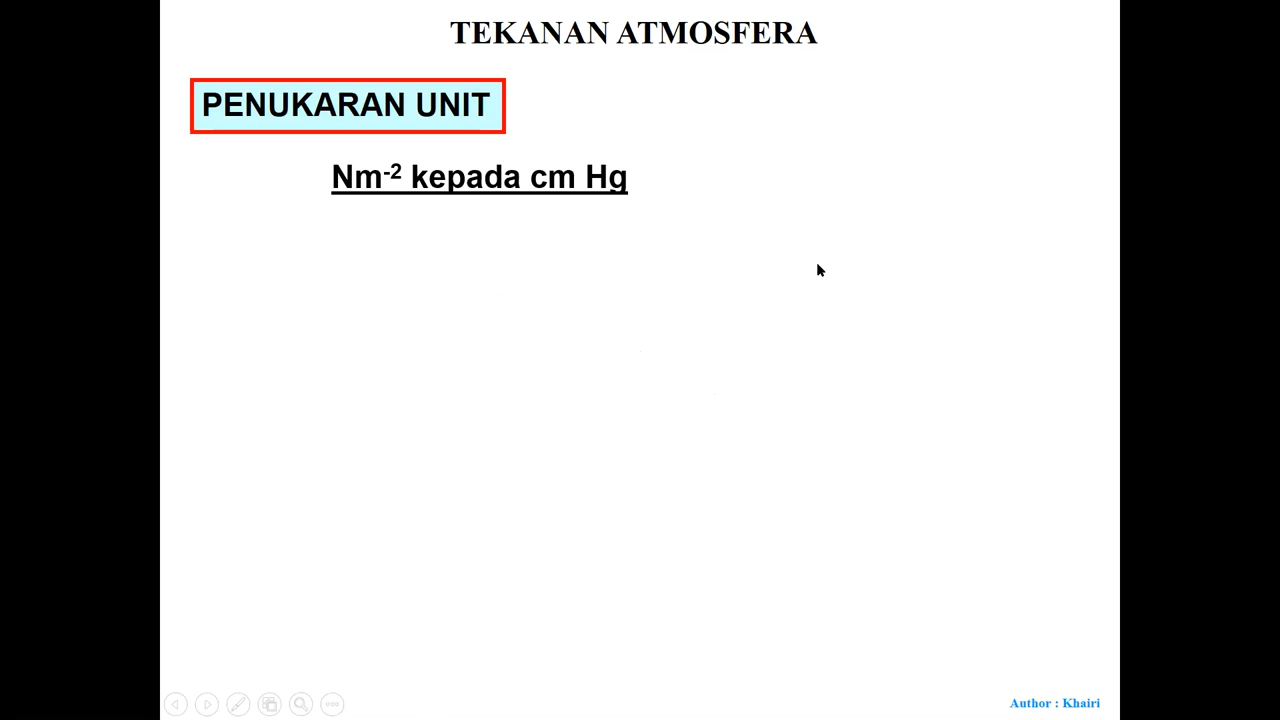 TEKANAN ATMOSFERA
PENUKARAN UNIT
Nm⁻² kepada cm Hg
Author : Khairi